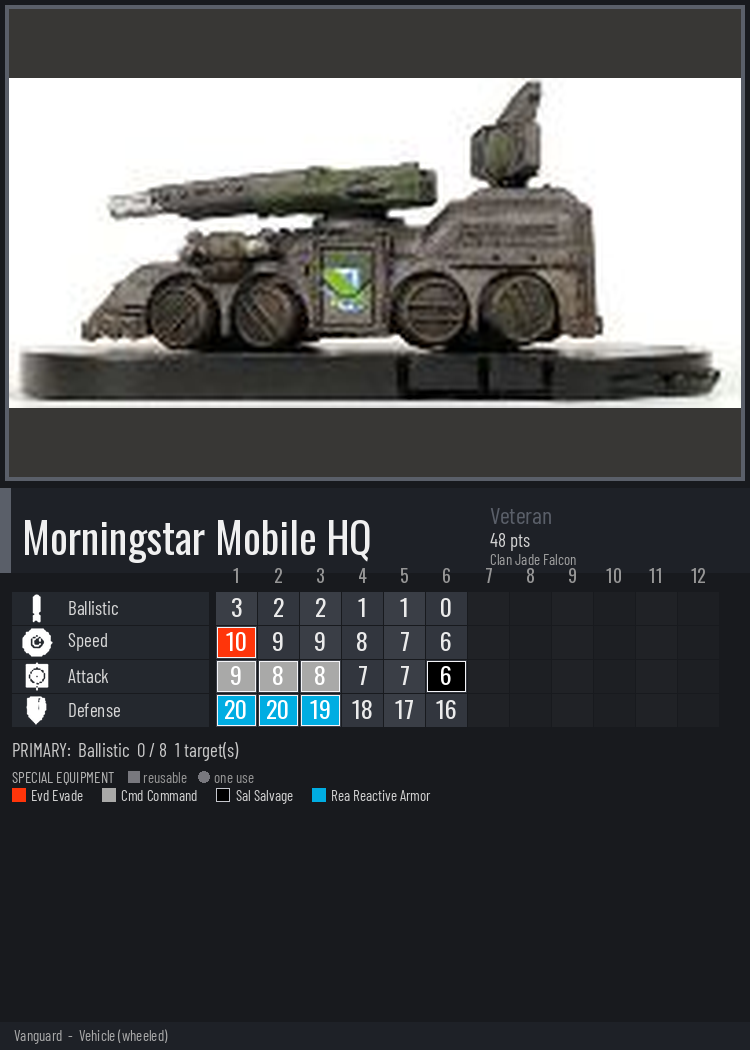 Morningstar Mobile HQ
Veteran
48 pts
Clan Jade Falcon
1 2 3 4 5 6 7 8 9 10 11 12
Ballistic 3 2 2 1 1 0
Speed 10 9 9 8 7 6
Attack 9 8 8 7 7 6
Defense 20 20 19 18 17 16
PRIMARY: Ballistic 0 / 8 1 target(s)
SPECIAL EQUIPMENT reusable one use
Evd Evade Cmd Command Sal Salvage Rea Reactive Armor
Vanguard - Vehicle (wheeled)